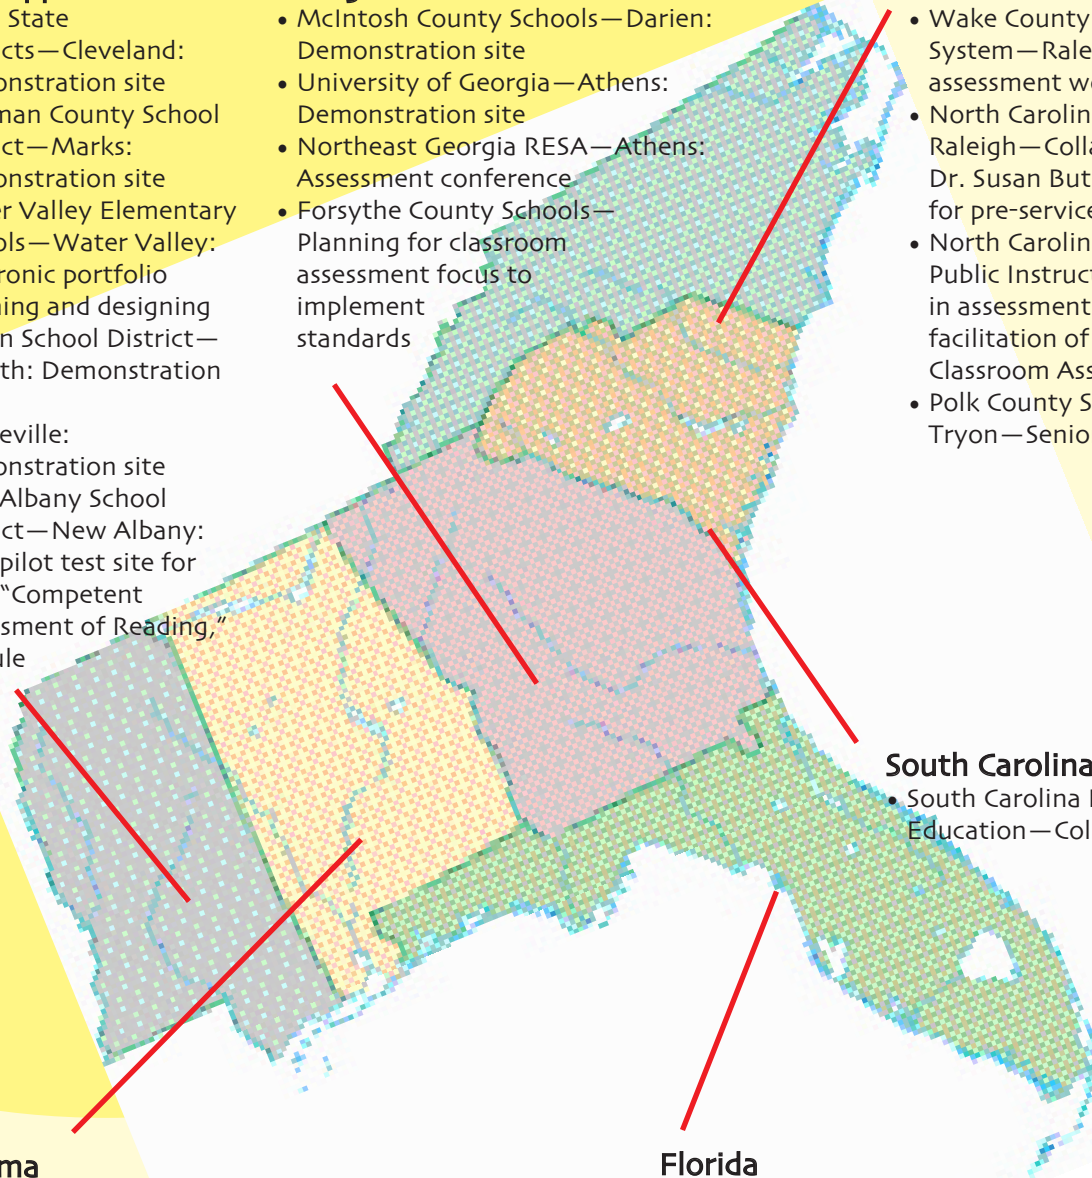 State
cts—Cleveland:
onstration site
man County School
ct—Marks:
onstration site
er Valley Elementary
ols—Water Valley:
ronic portfolio
ning and designing
n School District—
th: Demonstration
eville:
onstration site
Albany School
ct—New Albany:
pilot test site for
“Competent
sment of Reading,”
ule
• McIntosh County Schools—Darien:
Demonstration site
• University of Georgia—Athens:
Demonstration site
• Northeast Georgia RESA—Athens:
Assessment conference
• Forsythe County Schools—
Planning for classroom
assessment focus to
implement
standards
• Wake County
System—Rale
assessment w
• North Carolin
Raleigh—Colla
Dr. Susan But
for pre-service
• North Carolin
Public Instruc
in assessment
facilitation of
Classroom Ass
• Polk County S
Tryon—Senio
South Carolina
• South Carolina
Education—Col
ma
Florida